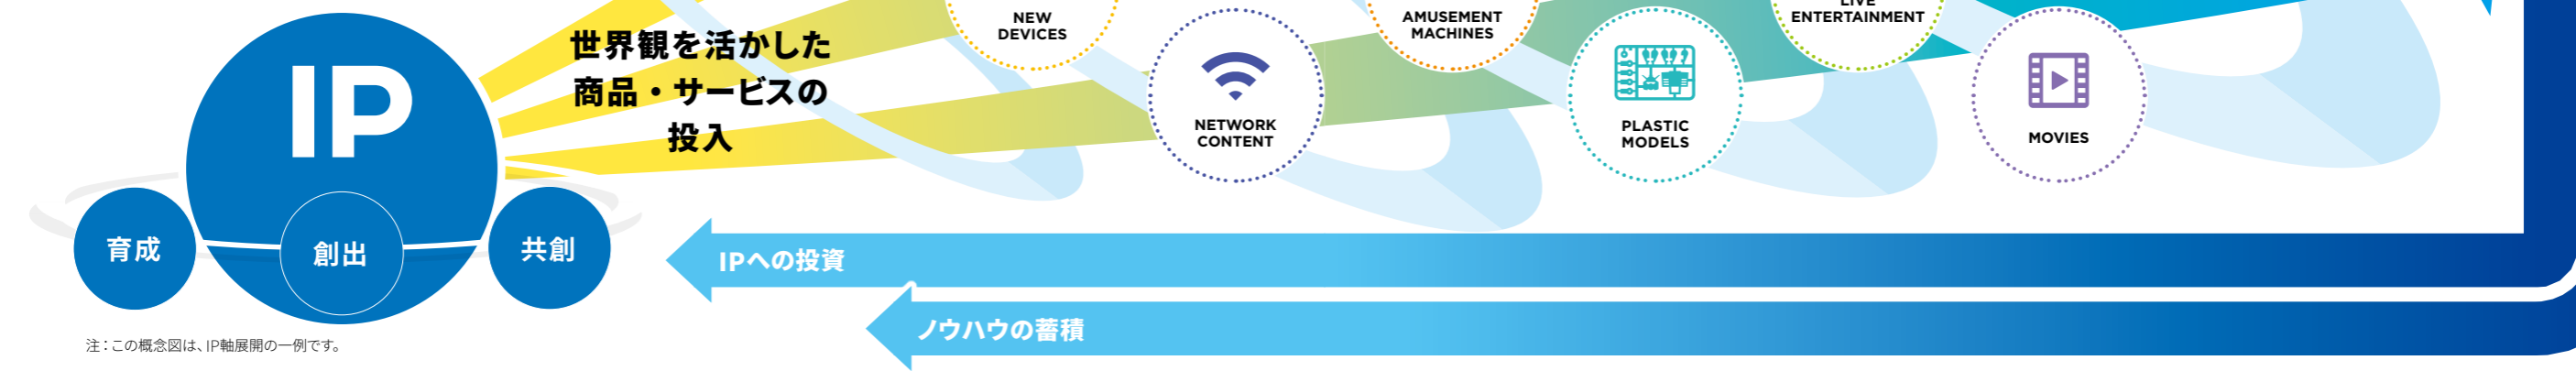 IP
育成
創出
共創
世界観を活かした
商品・サービスの
投入
NEW
DEVICES
NETWORK
CONTENT
AMUSEMENT
MACHINES
PLASTIC
MODELS
LIVE
ENTERTAINMENT
MOVIES
IPへの投資
ノウハウの蓄積
注：この概念図は、IP軸展開の一例です。